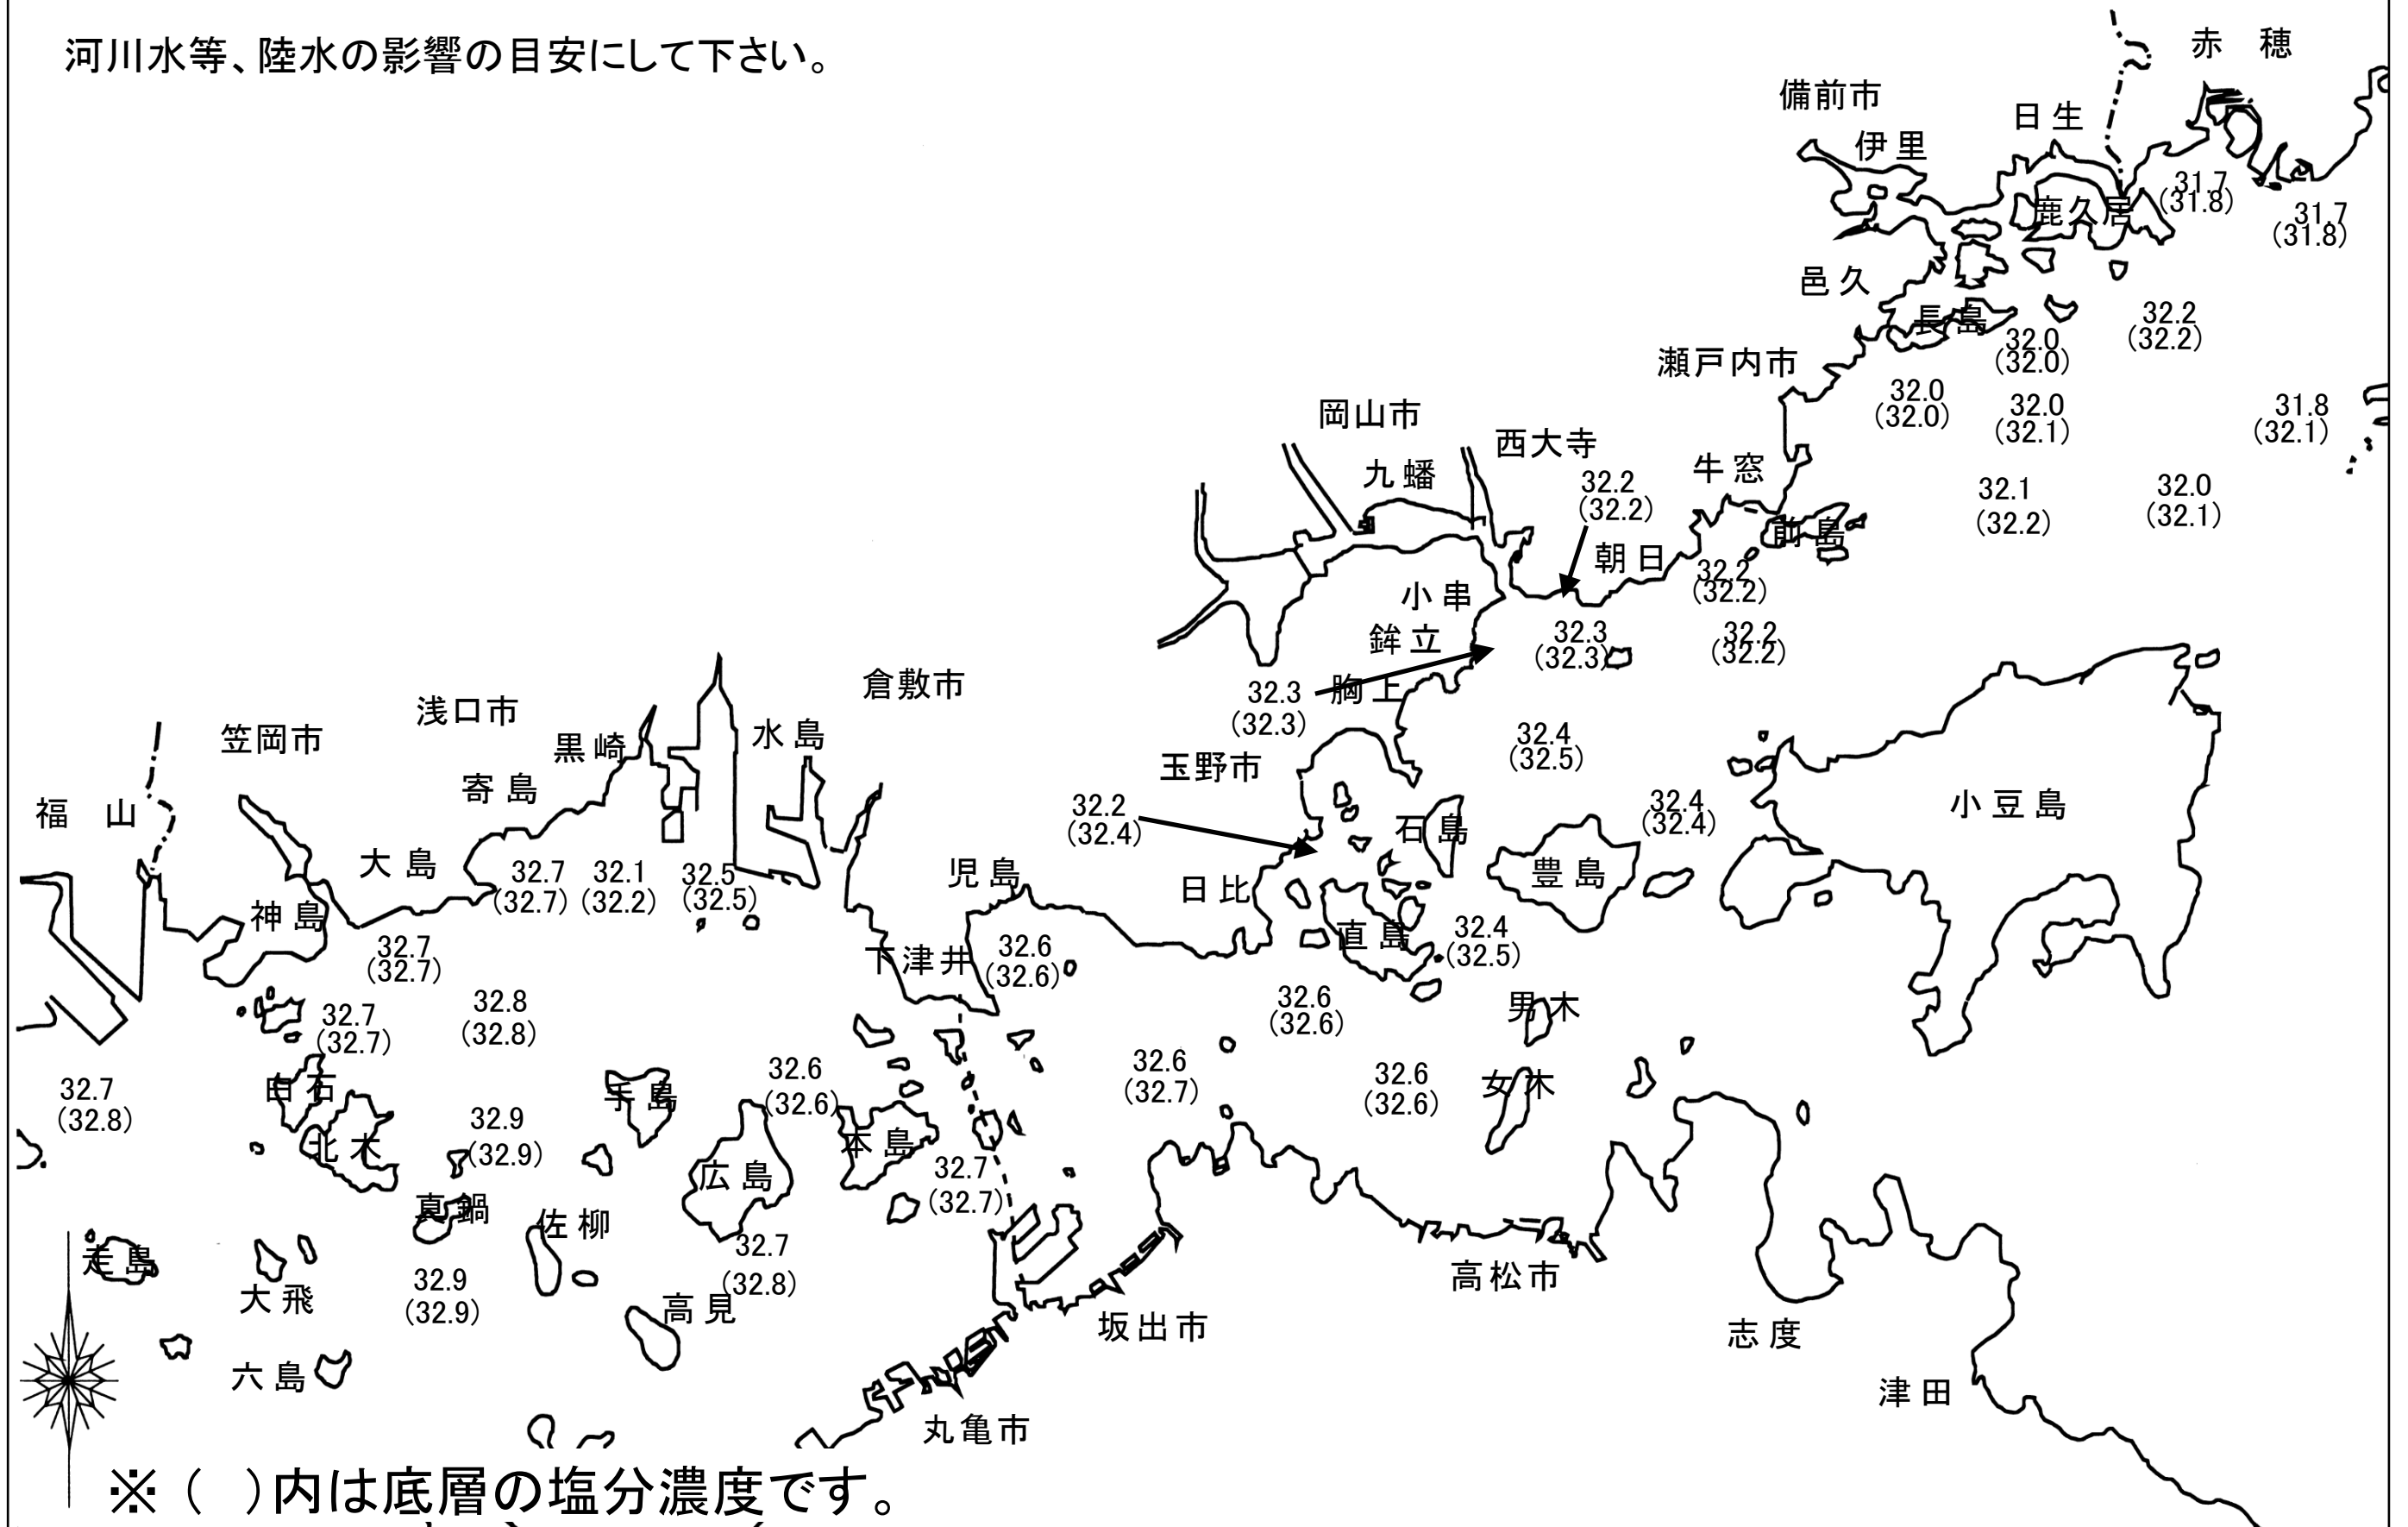 河川水等、陸水の影響の目安にして下さい。
赤　穂
備前市
日生
伊里
31.7
(31.8)
鹿久居
31.7
(31.8)
邑久
長島
32.2
(32.2)
32.0
(32.0)
瀬戸内市
32.0
(32.0)
32.0
(32.1)
31.8
(32.1)
岡山市
西大寺
九蟠
牛窓
32.2
(32.2)
32.1
(32.2)
32.0
(32.1)
前島
朝日
32.2
(32.2)
小串
鉾立
32.3
(32.3)
32.2
(32.2)
32.3
(32.3)
胸上
倉敷市
浅口市
笠岡市
黒崎
水島
32.4
(32.5)
玉野市
寄島
福　山
32.2
(32.4)
石島
32.4
(32.4)
小豆島
大島
32.7
(32.7)
32.1
(32.2)
32.5
(32.5)
児島
日比
豊島
神島
直島
32.4
(32.5)
32.7
(32.7)
下津井
32.6
(32.6)
32.7
(32.7)
32.8
(32.8)
32.6
(32.6)
男木
32.7
(32.8)
白石
手島
32.6
(32.6)
32.6
(32.7)
32.6
(32.6)
女木
北木
32.9
(32.9)
本島
広島
32.7
(32.7)
真鍋
佐柳
走島
32.7
(32.8)
大飛
32.9
(32.9)
高見
坂出市
高松市
志度
六島
津田
丸亀市
※（　）内は底層の塩分濃度です。